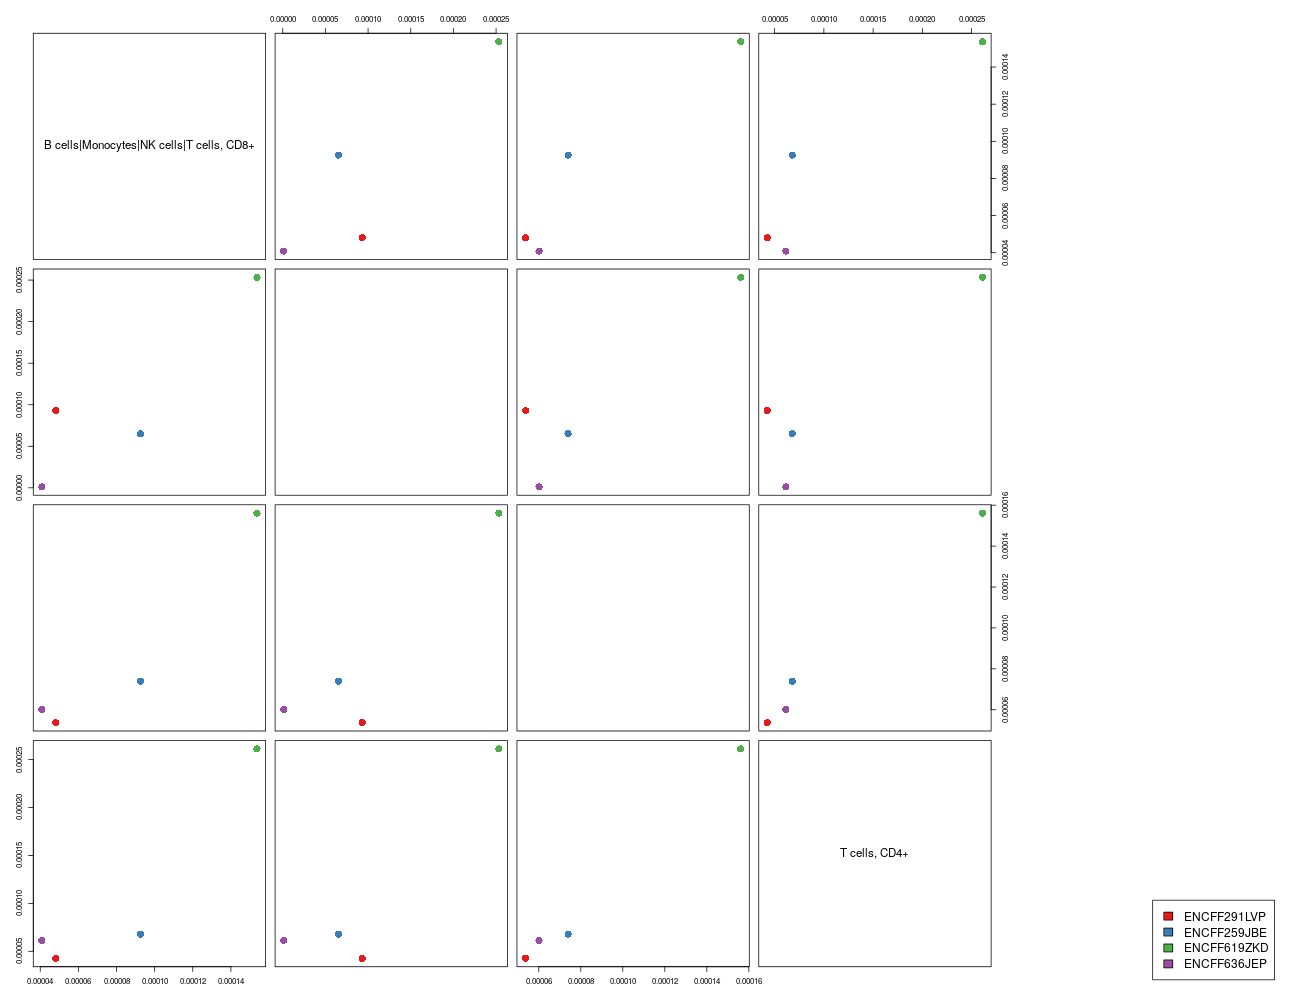 0.00000 0.00005 0.00010 0.00015 0.00020 0.00025 0.00005 0.00010 0.00015 0.00020 0.00025
B cells|Monocytes|NK cells|T cells, CD8+
0.00004 0.00006 0.00008 0.00010 0.00012 0.00014
0.00000 0.00005 0.00010 0.00015 0.00020 0.00025
0.00006 0.00008 0.00010 0.00012 0.00014 0.00016
0.00005 0.00010 0.00015 0.00020 0.00025
T cells, CD4+
0.00004 0.00006 0.00008 0.00010 0.00012 0.00014 0.00006 0.00008 0.00010 0.00012 0.00014 0.00016
ENCFF291LVP
ENCFF259JBE
ENCFF619ZKD
ENCFF636JEP